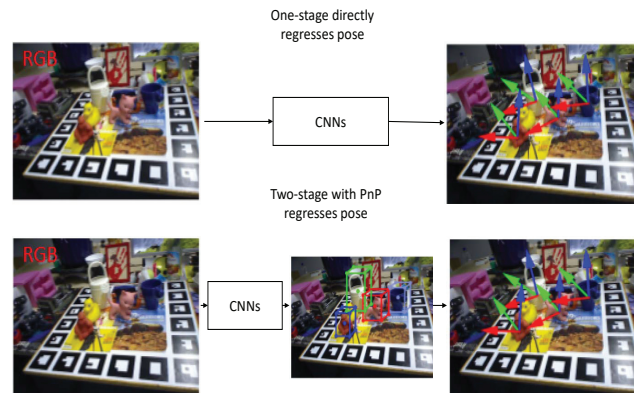 One-stage directly
regresses pose
RGB
CNNs
Two-stage with PnP
regresses pose
RGB
CNNs